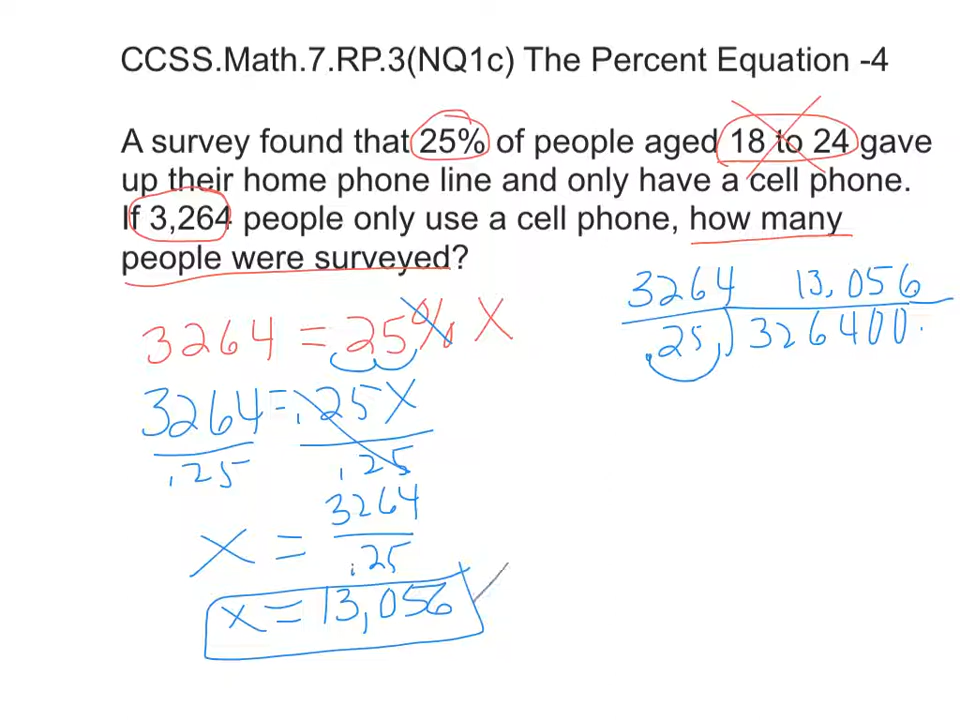 CCSS.Math.7.RP.3(NQ1c) The Percent Equation -4
A survey found that 25% of people aged 18 to 24 gave
up their home phone line and only have a cell phone.
If 3,264 people only use a cell phone, how many
people were surveyed?
3264 = 25% X
3264 = .25X
.25 .25
X = 3264
.25
x = 13,056
3264 13,056
.25 ) 326400.